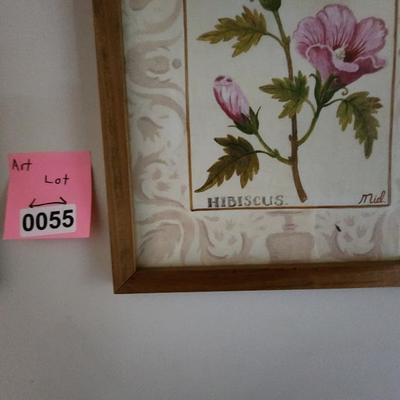 Art
Lot
0055
HIBISCUS.
Mid.